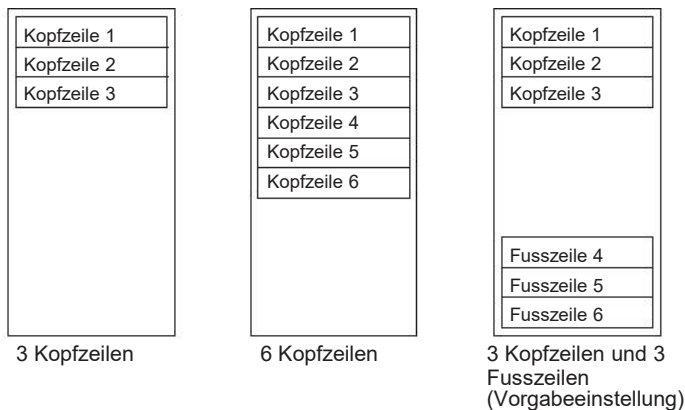 Kopfzeile 1
Kopfzeile 2
Kopfzeile 3
3 Kopfzeilen
Kopfzeile 1
Kopfzeile 2
Kopfzeile 3
Kopfzeile 4
Kopfzeile 5
Kopfzeile 6
6 Kopfzeilen
Kopfzeile 1
Kopfzeile 2
Kopfzeile 3
Fusszeile 4
Fusszeile 5
Fusszeile 6
3 Kopfzeilen und 3
Fusszeilen
(Vorgabeeinstellung)